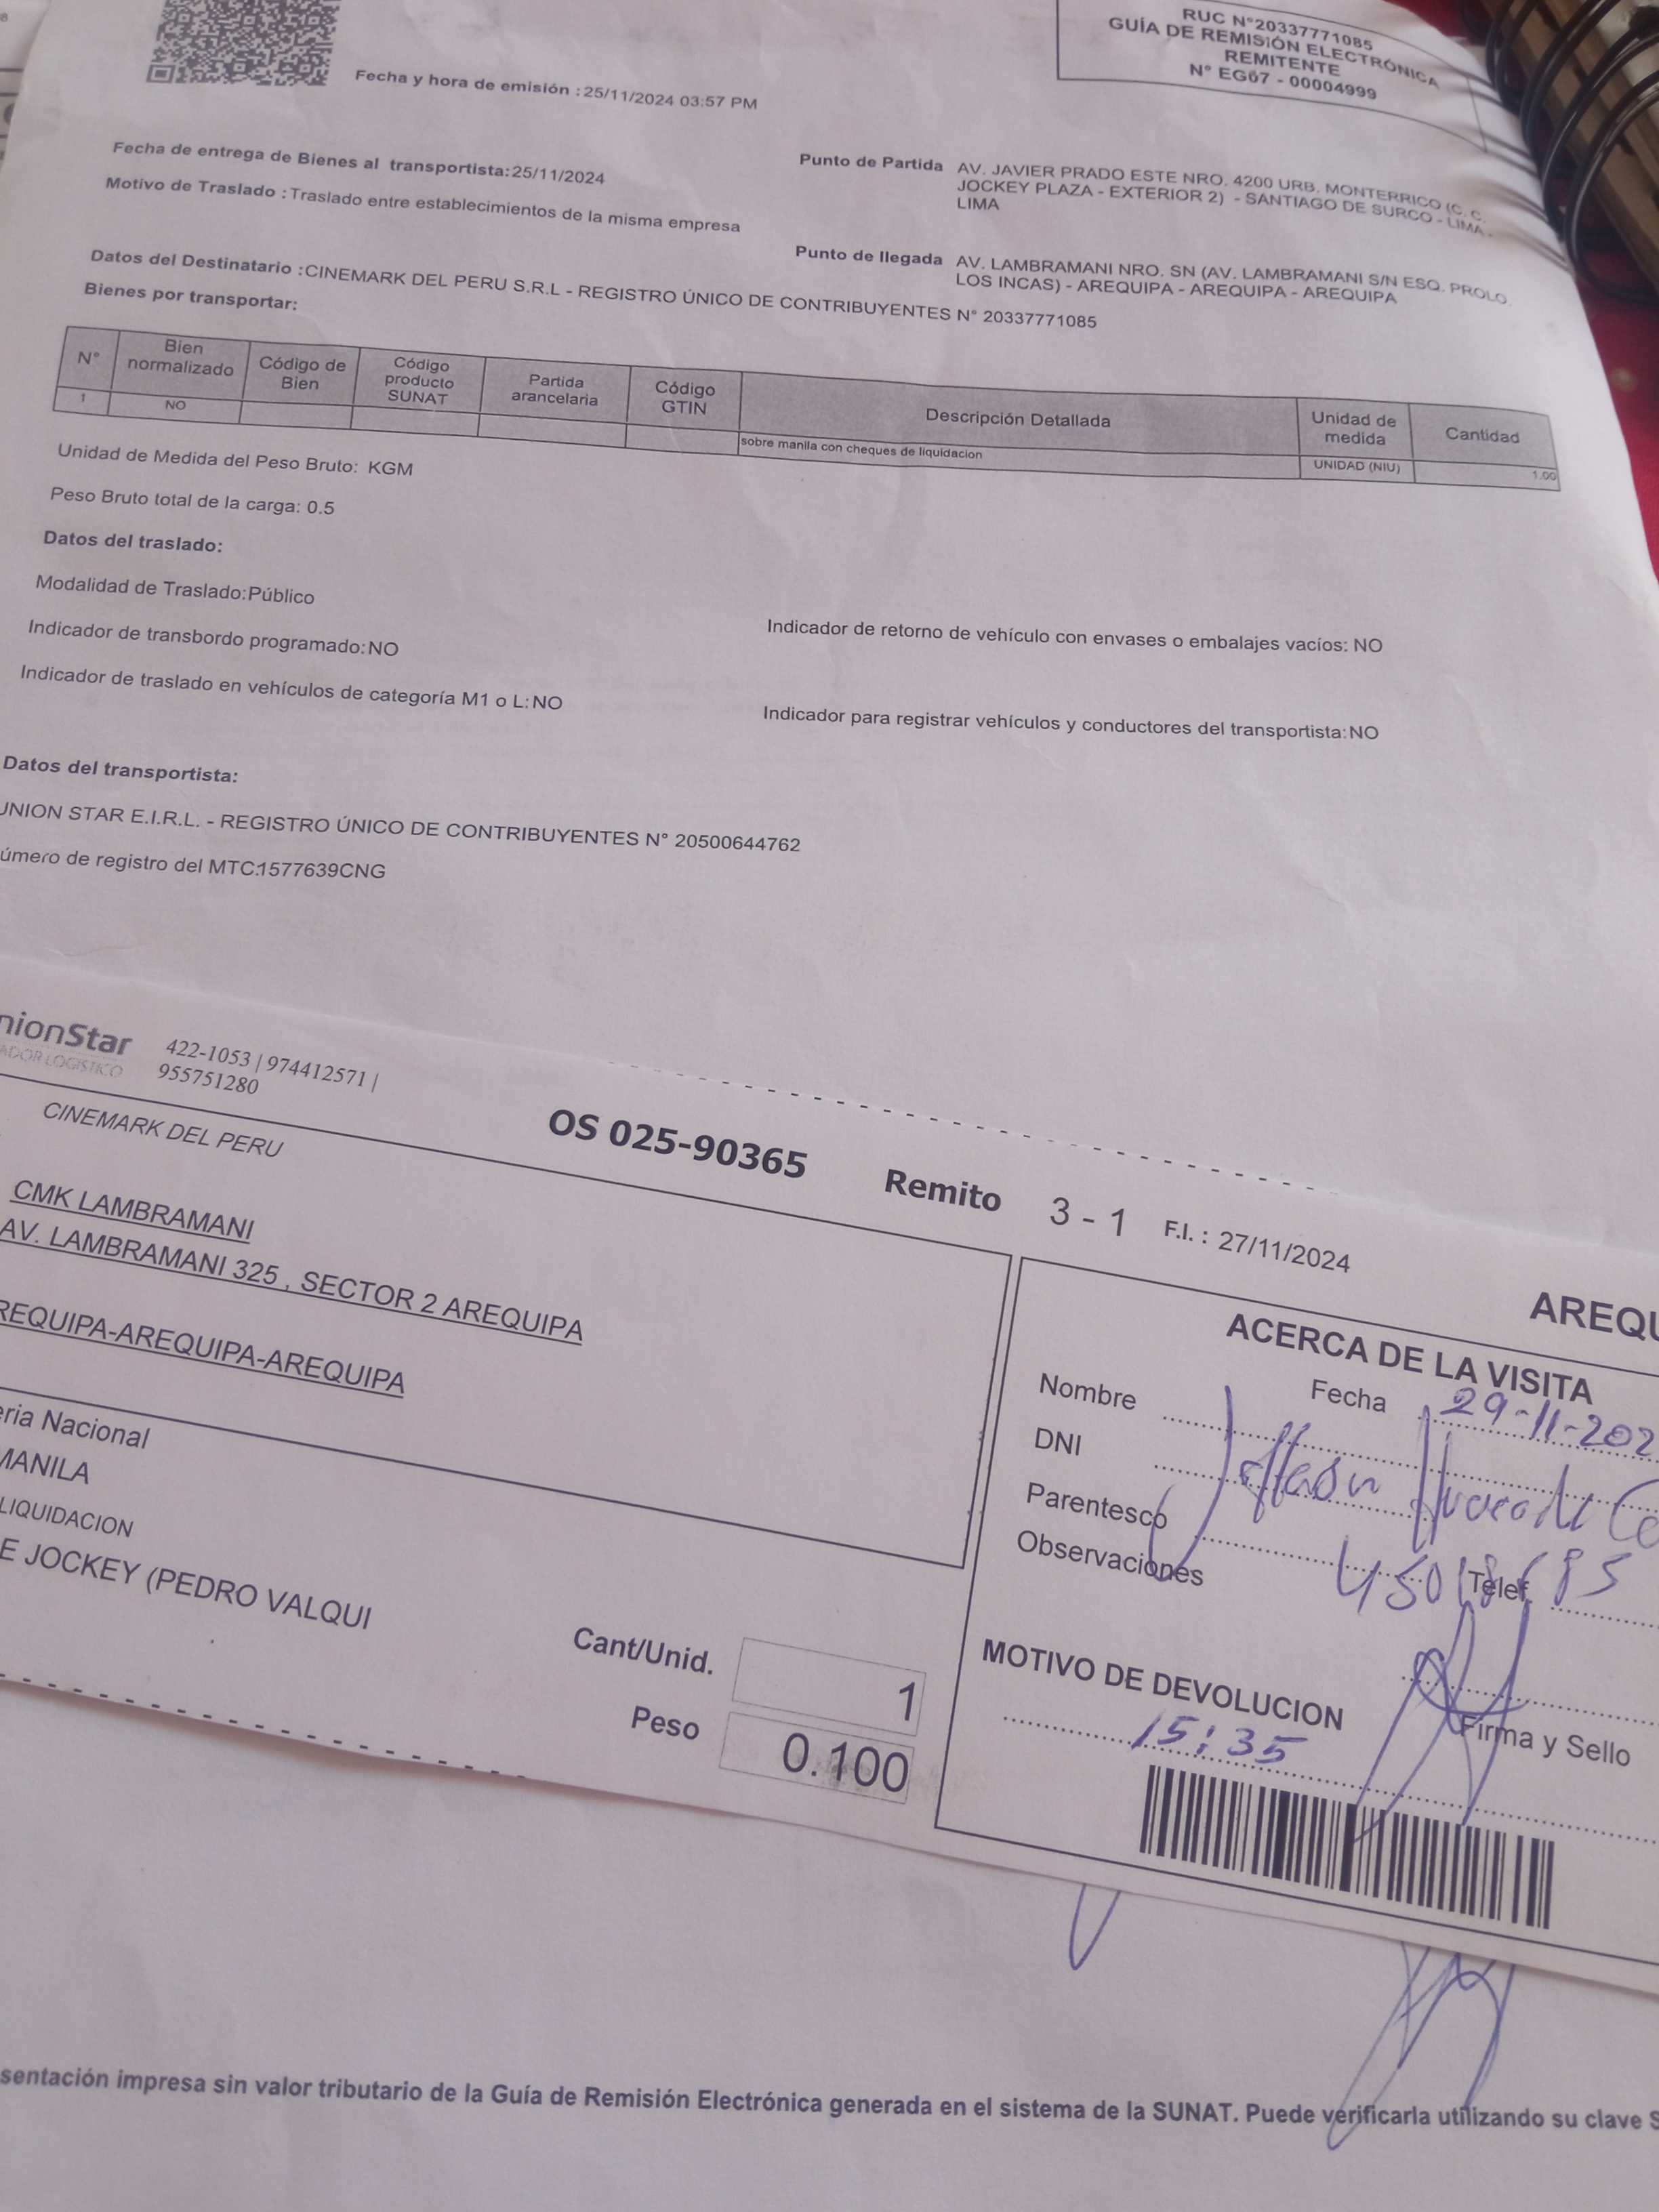 RUC N°20337771085
GUÍA DE REMISIÓN ELECTRÓNICA
REMITENTE
N° EG67 - 00004999
Fecha y hora de emisión :25/11/2024 03:57 PM
Fecha de entrega de Bienes al transportista:25/11/2024
Motivo de Traslado :Traslado entre establecimientos de la misma empresa
Punto de Partida AV. JAVIER PRADO ESTE NRO. 4200 URB. MONTERRICO (C. C.
JOCKEY PLAZA - EXTERIOR 2) - SANTIAGO DE SURCO - LIMA -
LIMA
Punto de llegada AV. LAMBRAMANI NRO. SN (AV. LAMBRAMANI S/N ESQ. PROLO.
LOS INCAS) - AREQUIPA - AREQUIPA - AREQUIPA
Datos del Destinatario :CINEMARK DEL PERU S.R.L - REGISTRO ÚNICO DE CONTRIBUYENTES N° 20337771085
Bienes por transportar:
N° Bien normalizado Código de Bien Código producto SUNAT Partida arancelaria Código GTIN Descripción Detallada Unidad de medida Cantidad
1 NO sobre manila con cheques de liquidacion UNIDAD (NIU) 1.00
Unidad de Medida del Peso Bruto: KGM
Peso Bruto total de la carga: 0.5
Datos del traslado:
Modalidad de Traslado:Público
Indicador de transbordo programado:NO
Indicador de retorno de vehículo con envases o embalajes vacíos: NO
Indicador de traslado en vehículos de categoría M1 o L:NO
Indicador para registrar vehículos y conductores del transportista:NO
Datos del transportista:
UNION STAR E.I.R.L. - REGISTRO ÚNICO DE CONTRIBUYENTES N° 20500644762
úmero de registro del MTC:1577639CNG
nionStar
ADOR LOGISTICO
422-1053 | 974412571 |
955751280
CINEMARK DEL PERU
OS 025-90365 Remito 3 - 1 F.I. : 27/11/2024
AREQU
CMK LAMBRAMANI
AV. LAMBRAMANI 325 , SECTOR 2 AREQUIPA
REQUIPA-AREQUIPA-AREQUIPA
eria Nacional
MANILA
LIQUIDACION
E JOCKEY (PEDRO VALQUI
Cant/Unid. 1
Peso 0.100
ACERCA DE LA VISITA
Fecha 29-11-202
Nombre
DNI
Parentesco
Observaciones
Telef.
MOTIVO DE DEVOLUCION
15:35
Firma y Sello
sentación impresa sin valor tributario de la Guía de Remisión Electrónica generada en el sistema de la SUNAT. Puede verificarla utilizando su clave S